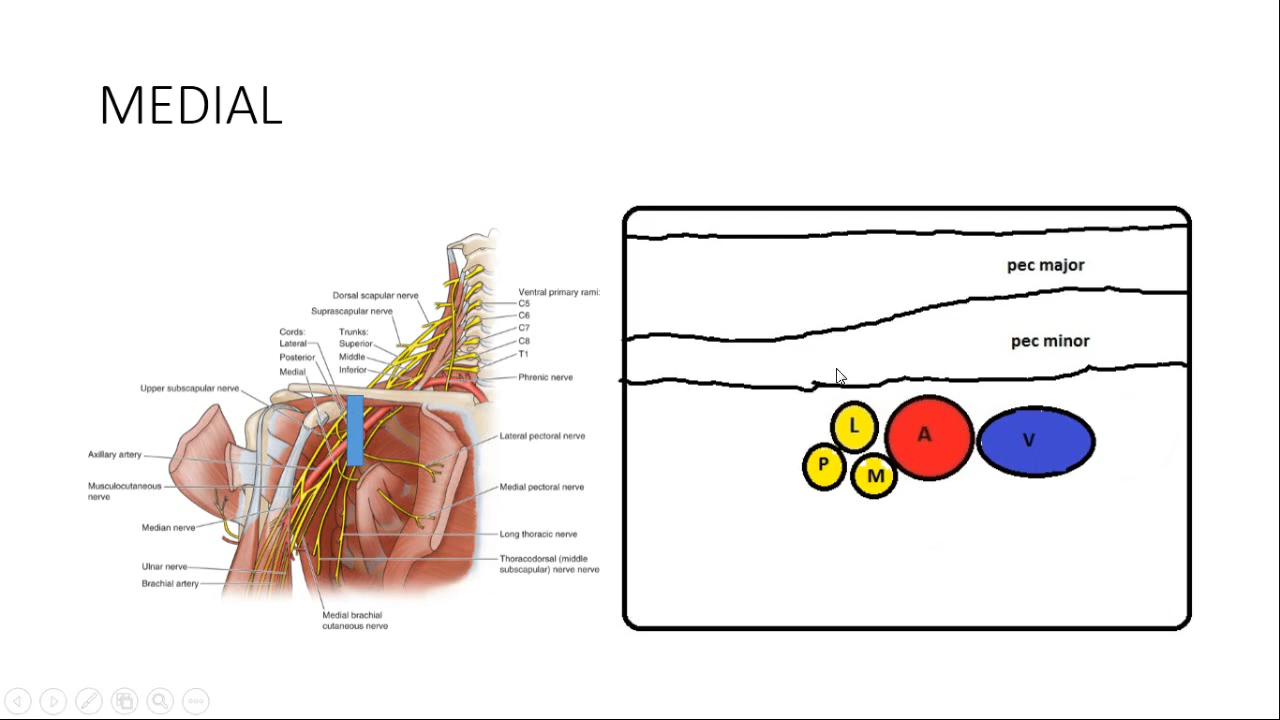 MEDIAL
Dorsal scapular nerve
Suprascapular nerve
Cords:
Lateral
Posterior
Medial
Trunks:
Superior
Middle
Inferior
Ventral primary rami:
C5
C6
C7
C8
T1
Phrenic nerve
Upper subscapular nerve
Axillary artery
Musculocutaneous
nerve
Median nerve
Ulnar nerve
Brachial artery
Lateral pectoral nerve
Medial pectoral nerve
Long thoracic nerve
Thoracodorsal (middle
subscapular) nerve nerve
Medial brachial
cutaneous nerve
pec major
pec minor
L
P
M
A
V